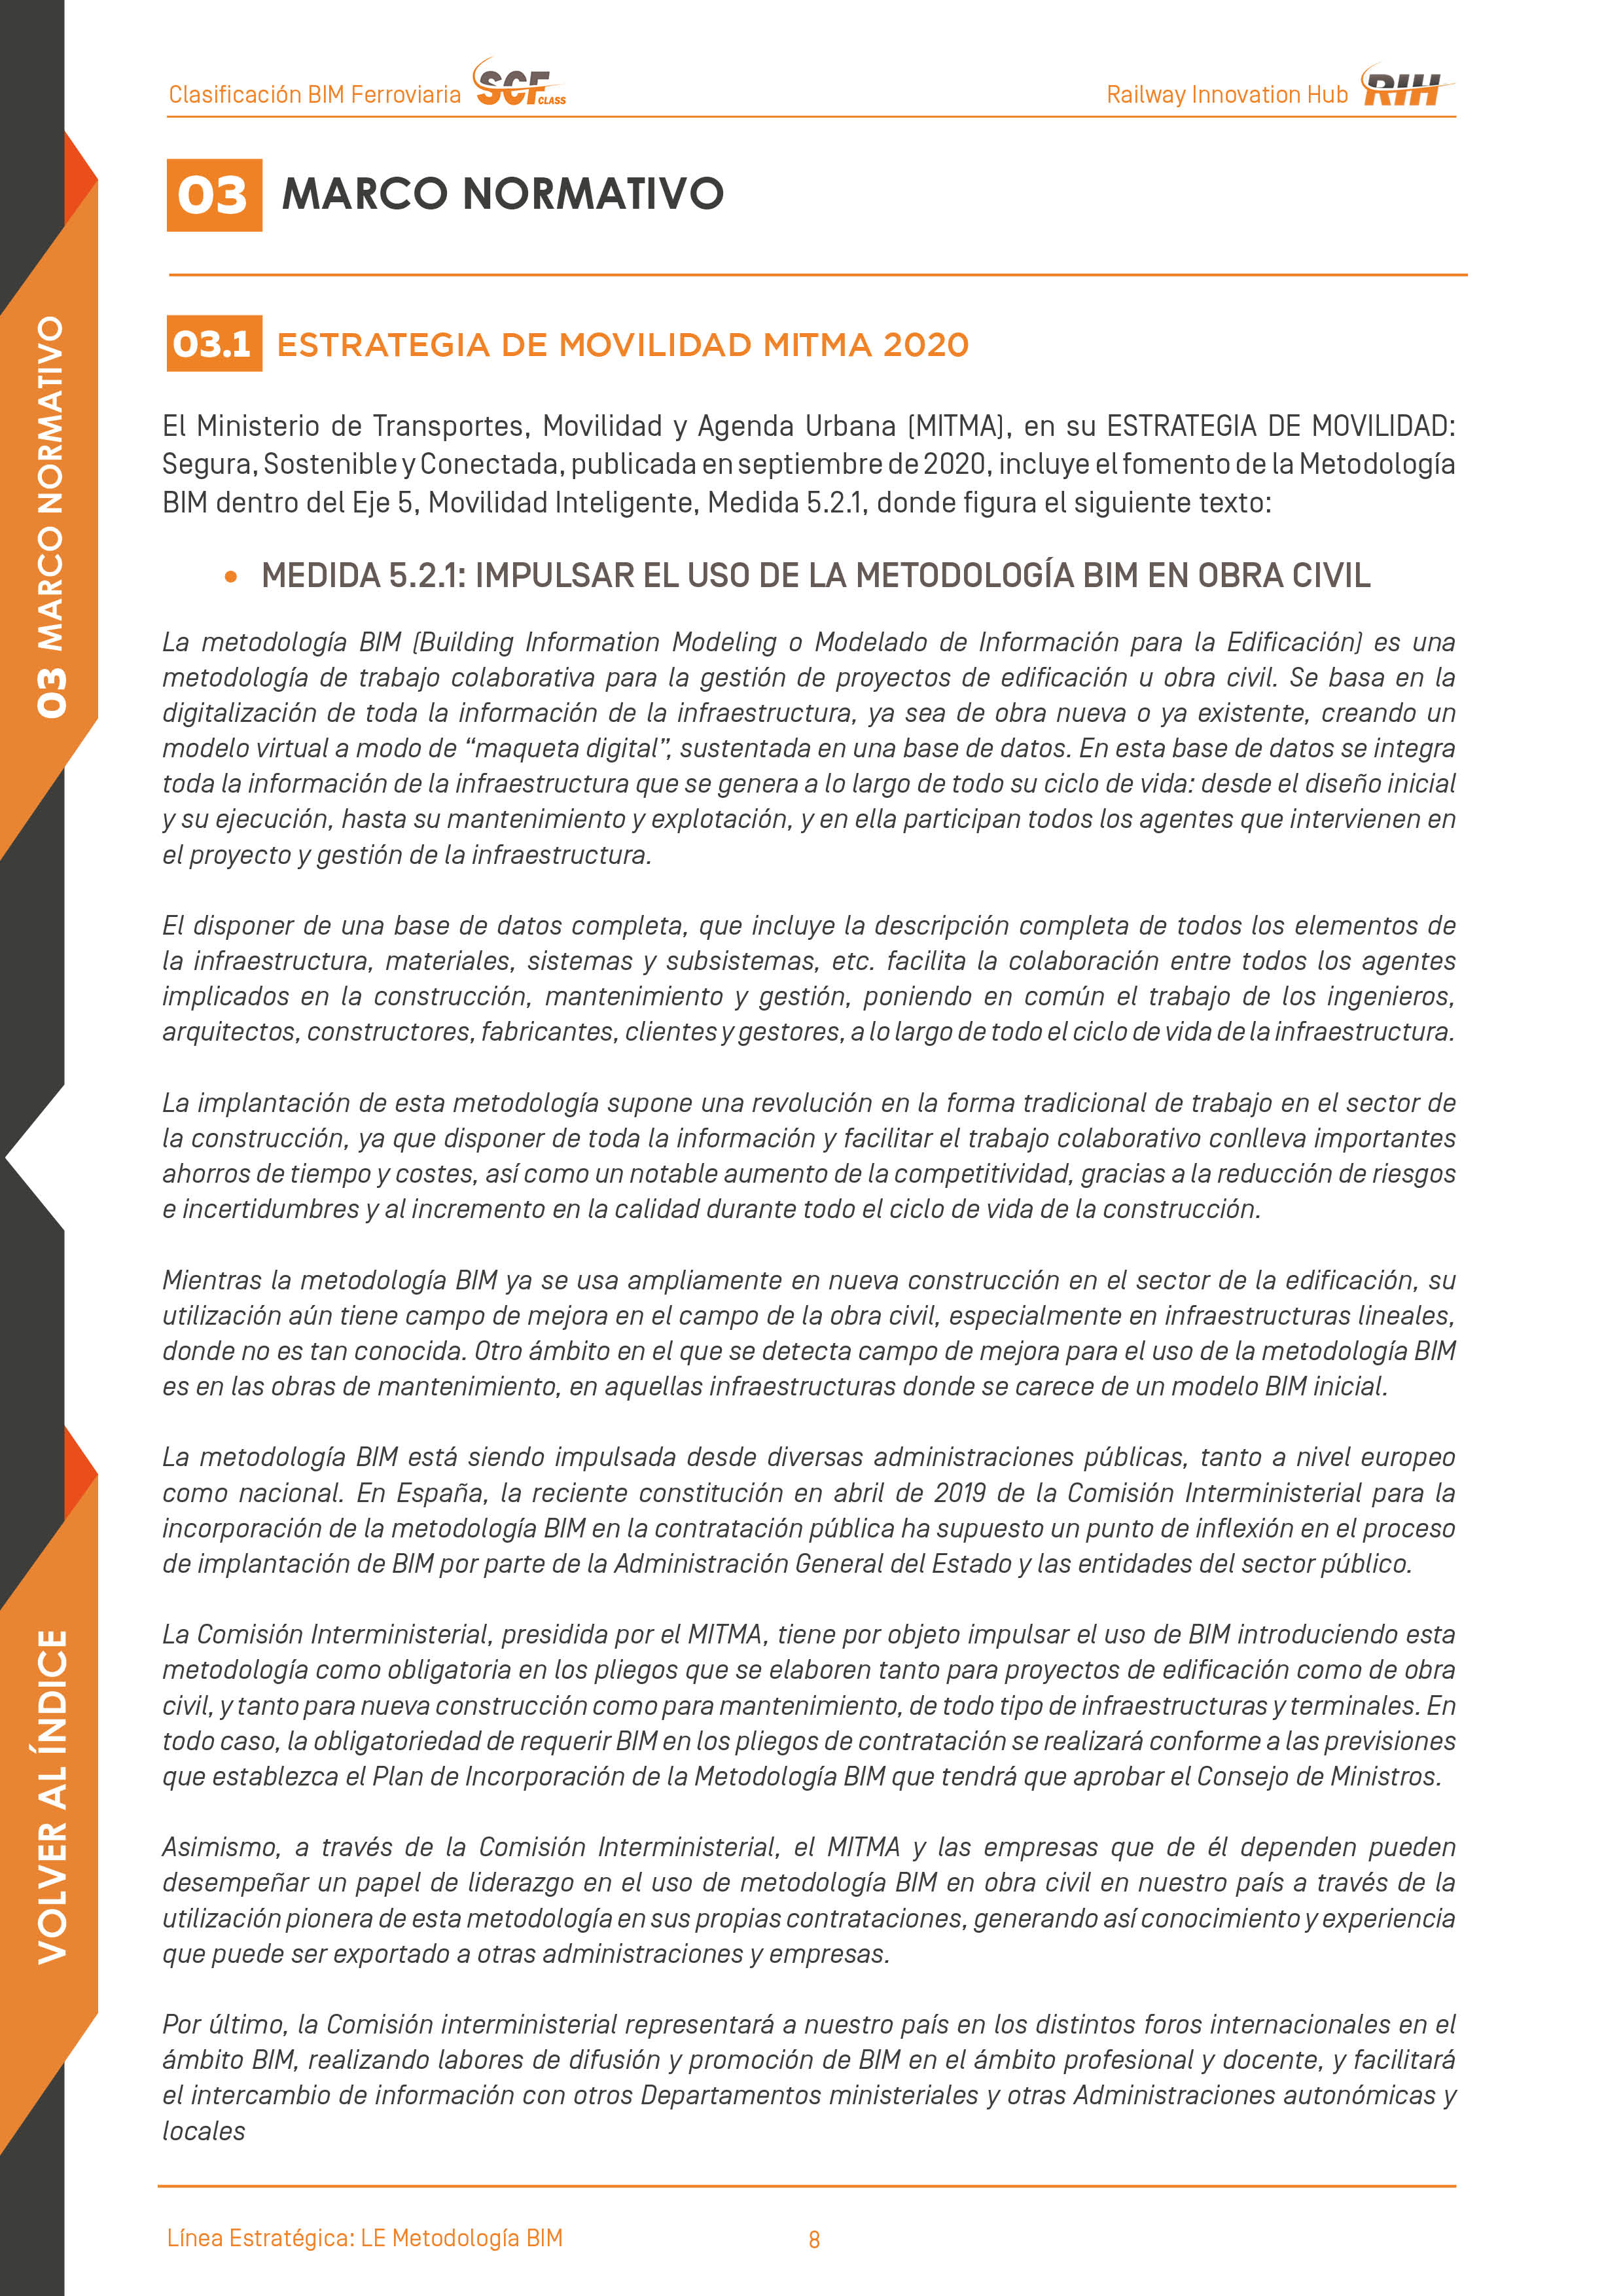 Clasificación BIM Ferroviaria SCF CLASS
Railway Innovation Hub RIH
03 MARCO NORMATIVO
03.1 ESTRATEGIA DE MOVILIDAD MITMA 2020
El Ministerio de Transportes, Movilidad y Agenda Urbana (MITMA), en su ESTRATEGIA DE MOVILIDAD:
Segura, Sostenible y Conectada, publicada en septiembre de 2020, incluye el fomento de la Metodología
BIM dentro del Eje 5, Movilidad Inteligente, Medida 5.2.1, donde figura el siguiente texto:
• MEDIDA 5.2.1: IMPULSAR EL USO DE LA METODOLOGÍA BIM EN OBRA CIVIL
La metodología BIM (Building Information Modeling o Modelado de Información para la Edificación) es una
metodología de trabajo colaborativa para la gestión de proyectos de edificación u obra civil. Se basa en la
digitalización de toda la información de la infraestructura, ya sea de obra nueva o ya existente, creando un
modelo virtual a modo de “maqueta digital”, sustentada en una base de datos. En esta base de datos se integra
toda la información de la infraestructura que se genera a lo largo de todo su ciclo de vida: desde el diseño inicial
y su ejecución, hasta su mantenimiento y explotación, y en ella participan todos los agentes que intervienen en
el proyecto y gestión de la infraestructura.
El disponer de una base de datos completa, que incluye la descripción completa de todos los elementos de
la infraestructura, materiales, sistemas y subsistemas, etc. facilita la colaboración entre todos los agentes
implicados en la construcción, mantenimiento y gestión, poniendo en común el trabajo de los ingenieros,
arquitectos, constructores, fabricantes, clientes y gestores, a lo largo de todo el ciclo de vida de la infraestructura.
La implantación de esta metodología supone una revolución en la forma tradicional de trabajo en el sector de
la construcción, ya que disponer de toda la información y facilitar el trabajo colaborativo conlleva importantes
ahorros de tiempo y costes, así como un notable aumento de la competitividad, gracias a la reducción de riesgos
e incertidumbres y al incremento en la calidad durante todo el ciclo de vida de la construcción.
Mientras la metodología BIM ya se usa ampliamente en nueva construcción en el sector de la edificación, su
utilización aún tiene campo de mejora en el campo de la obra civil, especialmente en infraestructuras lineales,
donde no es tan conocida. Otro ámbito en el que se detecta campo de mejora para el uso de la metodología BIM
es en las obras de mantenimiento, en aquellas infraestructuras donde se carece de un modelo BIM inicial.
La metodología BIM está siendo impulsada desde diversas administraciones públicas, tanto a nivel europeo
como nacional. En España, la reciente constitución en abril de 2019 de la Comisión Interministerial para la
incorporación de la metodología BIM en la contratación pública ha supuesto un punto de inflexión en el proceso
de implantación de BIM por parte de la Administración General del Estado y las entidades del sector público.
La Comisión Interministerial, presidida por el MITMA, tiene por objeto impulsar el uso de BIM introduciendo esta
metodología como obligatoria en los pliegos que se elaboren tanto para proyectos de edificación como de obra
civil, y tanto para nueva construcción como para mantenimiento, de todo tipo de infraestructuras y terminales. En
todo caso, la obligatoriedad de requerir BIM en los pliegos de contratación se realizará conforme a las previsiones
que establezca el Plan de Incorporación de la Metodología BIM que tendrá que aprobar el Consejo de Ministros.
Asimismo, a través de la Comisión Interministerial, el MITMA y las empresas que de él dependen pueden
desempeñar un papel de liderazgo en el uso de metodología BIM en obra civil en nuestro país a través de la
utilización pionera de esta metodología en sus propias contrataciones, generando así conocimiento y experiencia
que puede ser exportado a otras administraciones y empresas.
Por último, la Comisión interministerial representará a nuestro país en los distintos foros internacionales en el
ámbito BIM, realizando labores de difusión y promoción de BIM en el ámbito profesional y docente, y facilitará
el intercambio de información con otros Departamentos ministeriales y otras Administraciones autonómicas y
locales
Línea Estratégica: LE Metodología BIM
8
03 MARCO NORMATIVO
VOLVER AL ÍNDICE